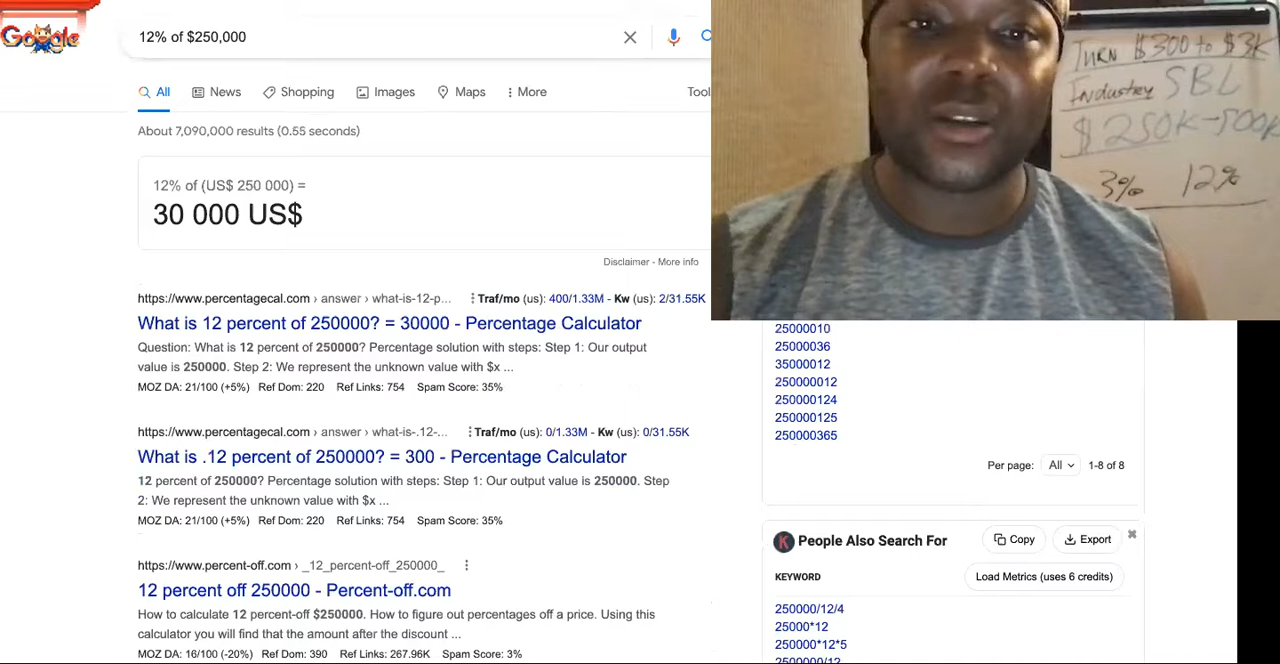 Google
12% of $250,000
All
News
Shopping
Images
Maps
More
Tool
About 7,090,000 results (0.55 seconds)
12% of (US$ 250 000) =
30 000 US$
Disclaimer - More info
https://www.percentagecal.com › answer › what-is-12-p... Traf/mo (us): 400/1.33M - Kw (us): 2/31.55K
What is 12 percent of 250000? = 30000 - Percentage Calculator
Question: What is 12 percent of 250000? Percentage solution with steps: Step 1: Our output
value is 250000. Step 2: We represent the unknown value with $x ...
MOZ DA: 21/100 (+5%) Ref Dom: 220 Ref Links: 754 Spam Score: 35%
https://www.percentagecal.com › answer › what-is-.12-... Traf/mo (us): 0/1.33M - Kw (us): 0/31.55K
What is .12 percent of 250000? = 300 - Percentage Calculator
12 percent of 250000? Percentage solution with steps: Step 1: Our output value is 250000. Step
2: We represent the unknown value with $x ...
MOZ DA: 21/100 (+5%) Ref Dom: 220 Ref Links: 754 Spam Score: 35%
https://www.percent-off.com › _12_percent-off_250000_
12 percent off 250000 - Percent-off.com
How to calculate 12 percent-off $250000. How to figure out percentages off a price. Using this
calculator you will find that the amount after the discount ...
MOZ DA: 16/100 (-20%) Ref Dom: 390 Ref Links: 267.96K Spam Score: 3%
TURN $300 to $3K
Industry SBL
$250K-500K
3% 12%
25000010
25000036
35000012
250000012
250000124
250000125
250000365
Per page: All 1-8 of 8
K People Also Search For
Copy
Export
KEYWORD
Load Metrics (uses 6 credits)
250000/12/4
25000*12
250000*12*5
250000/12